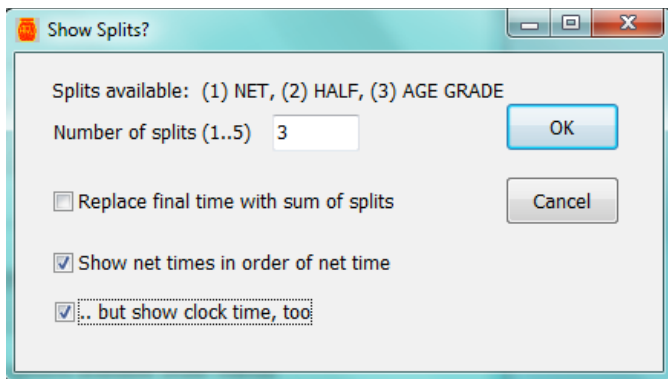 Show Splits?
Splits available: (1) NET, (2) HALF, (3) AGE GRADE
Number of splits (1..5) 3
OK
Replace final time with sum of splits
Cancel
Show net times in order of net time
.. but show clock time, too